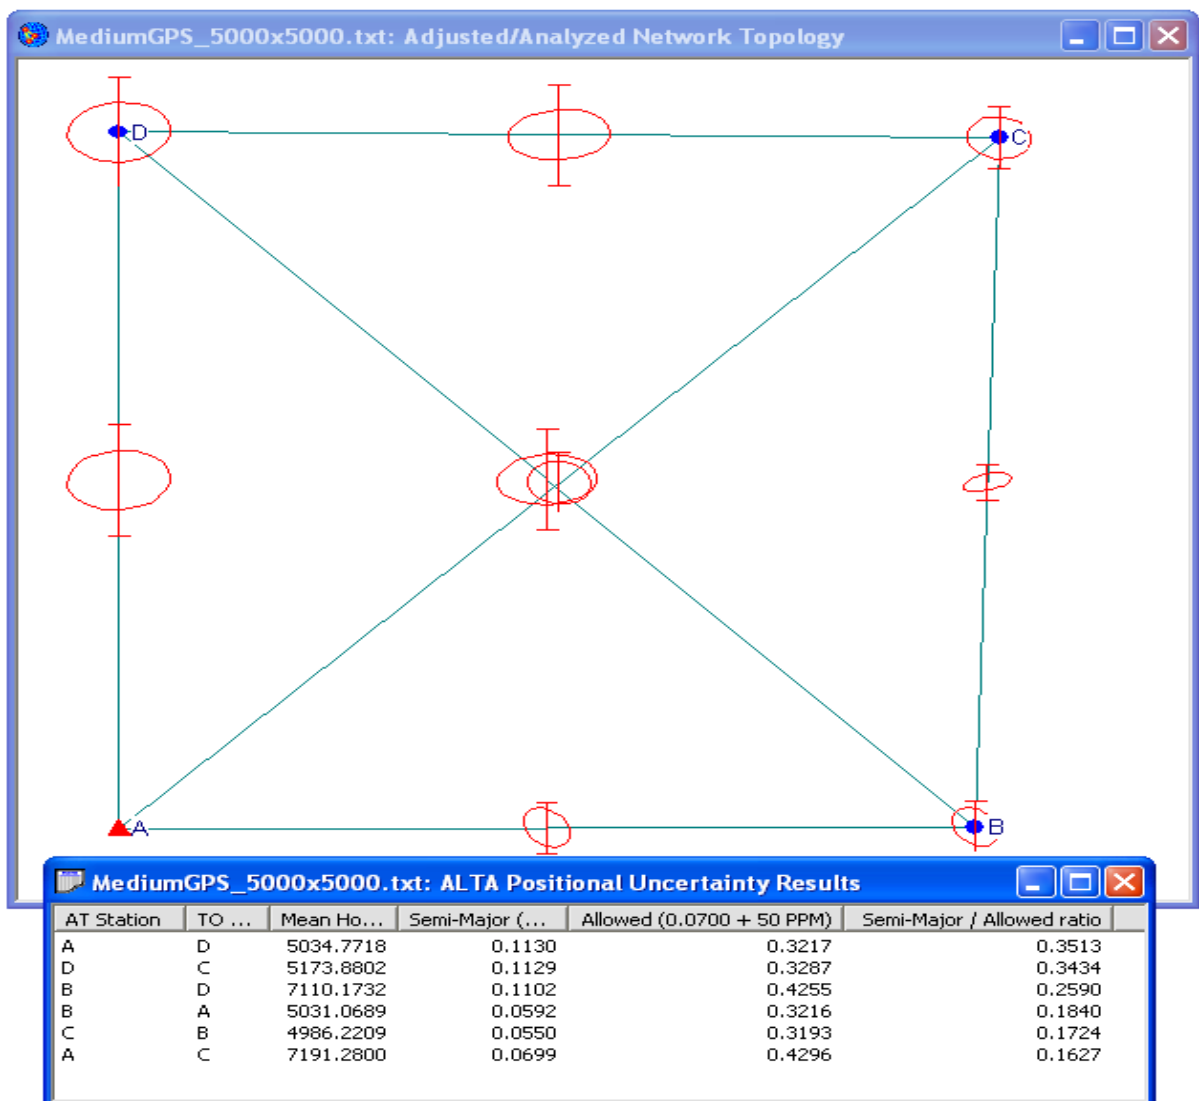 MediumGPS_5000x5000.txt: Adjusted/Analyzed Network Topology
D
C
A
B
MediumGPS_5000x5000.txt: ALTA Positional Uncertainty Results
AT Station TO ... Mean Ho... Semi-Major (... Allowed (0.0700 + 50 PPM) Semi-Major / Allowed ratio
A D 5034.7718 0.1130 0.3217 0.3513
D C 5173.8802 0.1129 0.3287 0.3434
B D 7110.1732 0.1102 0.4255 0.2590
B A 5031.0689 0.0592 0.3216 0.1840
C B 4986.2209 0.0550 0.3193 0.1724
A C 7191.2800 0.0699 0.4296 0.1627